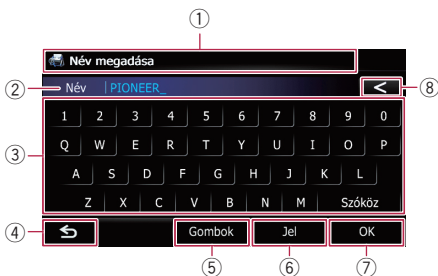 ①
Név megadása
② Név PIONEER_ < ⑧
1 2 3 4 5 6 7 8 9 0
Q W E R T Y U I O P
③
A S D F G H J K L
Z X C V B N M Szóköz
④ Gombok Jel OK
⑤ ⑥ ⑦